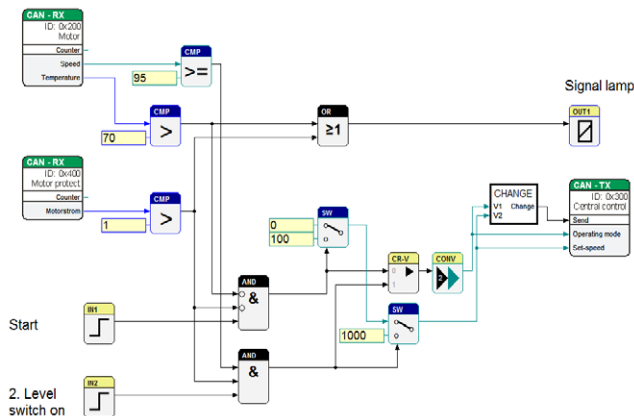 CAN - RX
ID: 0x200
Motor
Counter
Speed
Temperature
CMP
>=
95
CMP
>
70
OR
≥1
Signal lamp
OUT1
CAN - RX
ID: 0x400
Motor protect
Counter
Motorstrom
CMP
>
1
CHANGE
V1 Change
V2
CAN - TX
ID: 0x300
Central control
Send
Operating mode
Set-speed
SW
0
100
CR-V
0
1
CONV
2
AND
&
SW
1000
Start
IN1
AND
&
2. Level
switch on
IN2